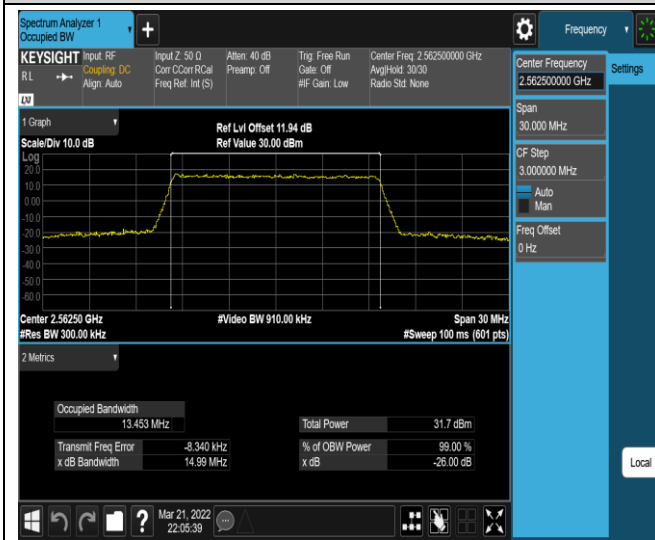 Spectrum Analyzer 1
Occupied BW
+
Frequency
KEYSIGHT
R L
LXI
Input: RF
Coupling: DC
Align: Auto
Input Z: 50 Ω
Corr CCorr RCal
Freq Ref: Int (S)
Atten: 40 dB
Preamp: Off
Trig: Free Run
Gate: Off
#IF Gain: Low
Center Freq: 2.562500000 GHz
Avg|Hold: 30/30
Radio Std: None
Center Frequency
2.562500000 GHz
Settings
Span
30.000 MHz
CF Step
3.000000 MHz
Auto
Man
Freq Offset
0 Hz
1 Graph
Scale/Div 10.0 dB
Ref Lvl Offset 11.94 dB
Ref Value 30.00 dBm
Log
20.0
10.0
0.00
-10.0
-20.0
-30.0
-40.0
-50.0
-60.0
Center 2.56250 GHz
#Res BW 300.00 kHz
#Video BW 910.00 kHz
Span 30 MHz
#Sweep 100 ms (601 pts)
2 Metrics
Occupied Bandwidth
13.453 MHz
Total Power 31.7 dBm
Transmit Freq Error -8.340 kHz
% of OBW Power 99.00 %
x dB Bandwidth 14.99 MHz
x dB -26.00 dB
Local
?
Mar 21, 2022
22:05:39